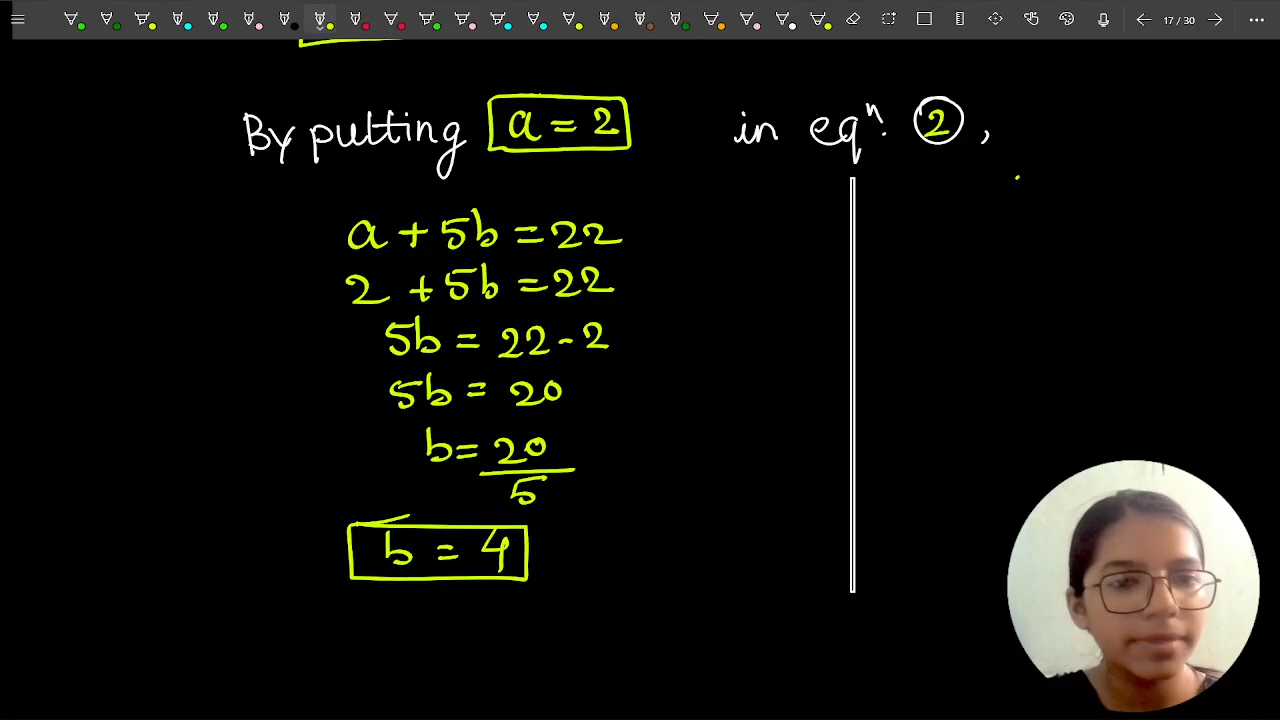 17 / 30
By putting a = 2 in eqⁿ. ②,
a + 5b = 22
2 + 5b = 22
5b = 22 - 2
5b = 20
b = 20
5
b = 4